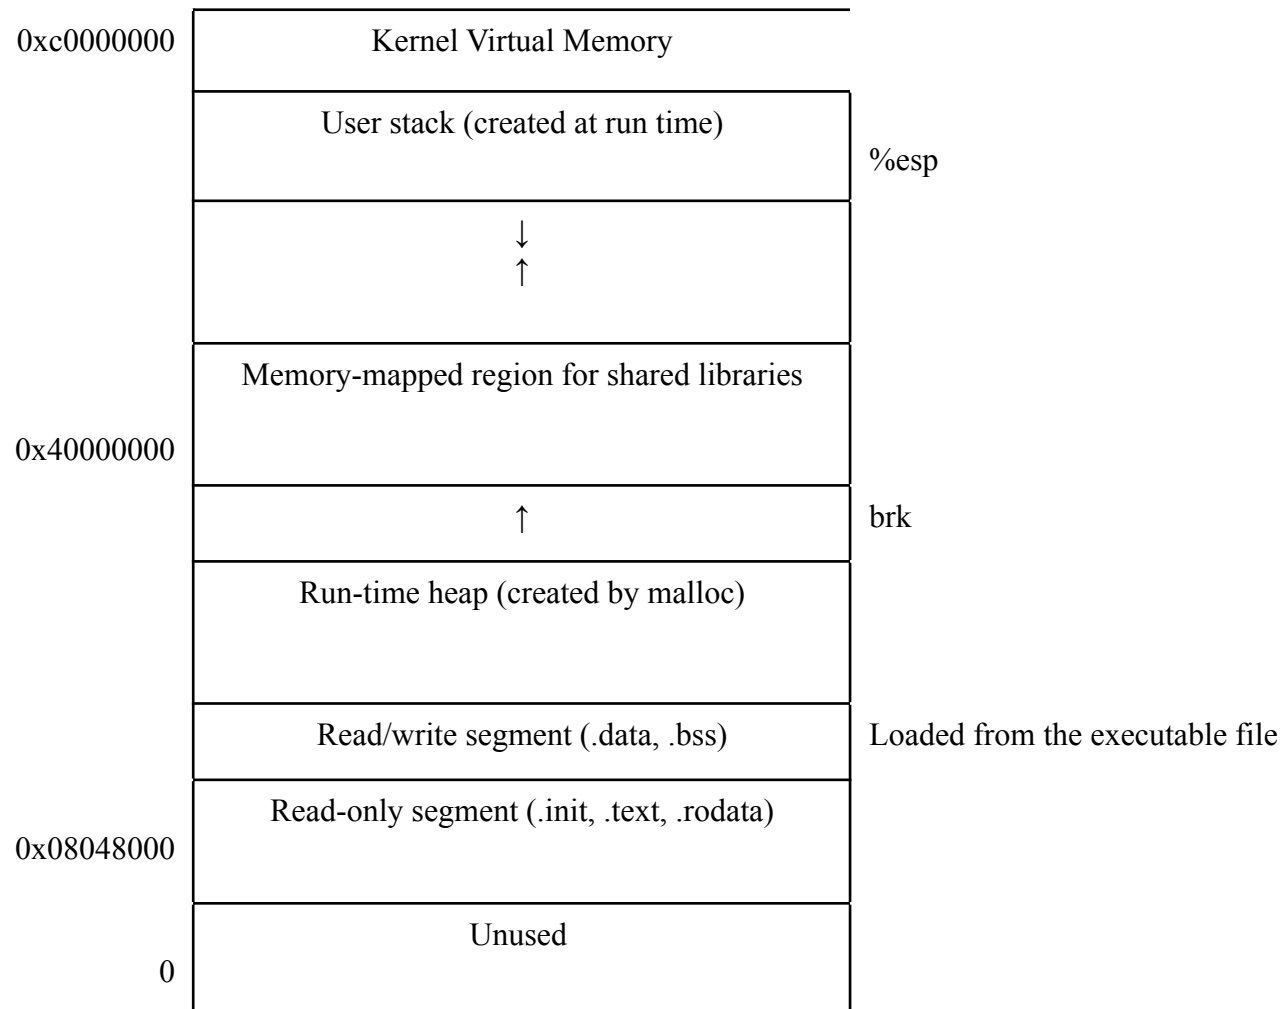 0xc0000000 Kernel Virtual Memory
User stack (created at run time)
%esp
↓
↑
Memory-mapped region for shared libraries
0x40000000
↑ brk
Run-time heap (created by malloc)
Read/write segment (.data, .bss) Loaded from the executable file
Read-only segment (.init, .text, .rodata)
0x08048000
Unused
0